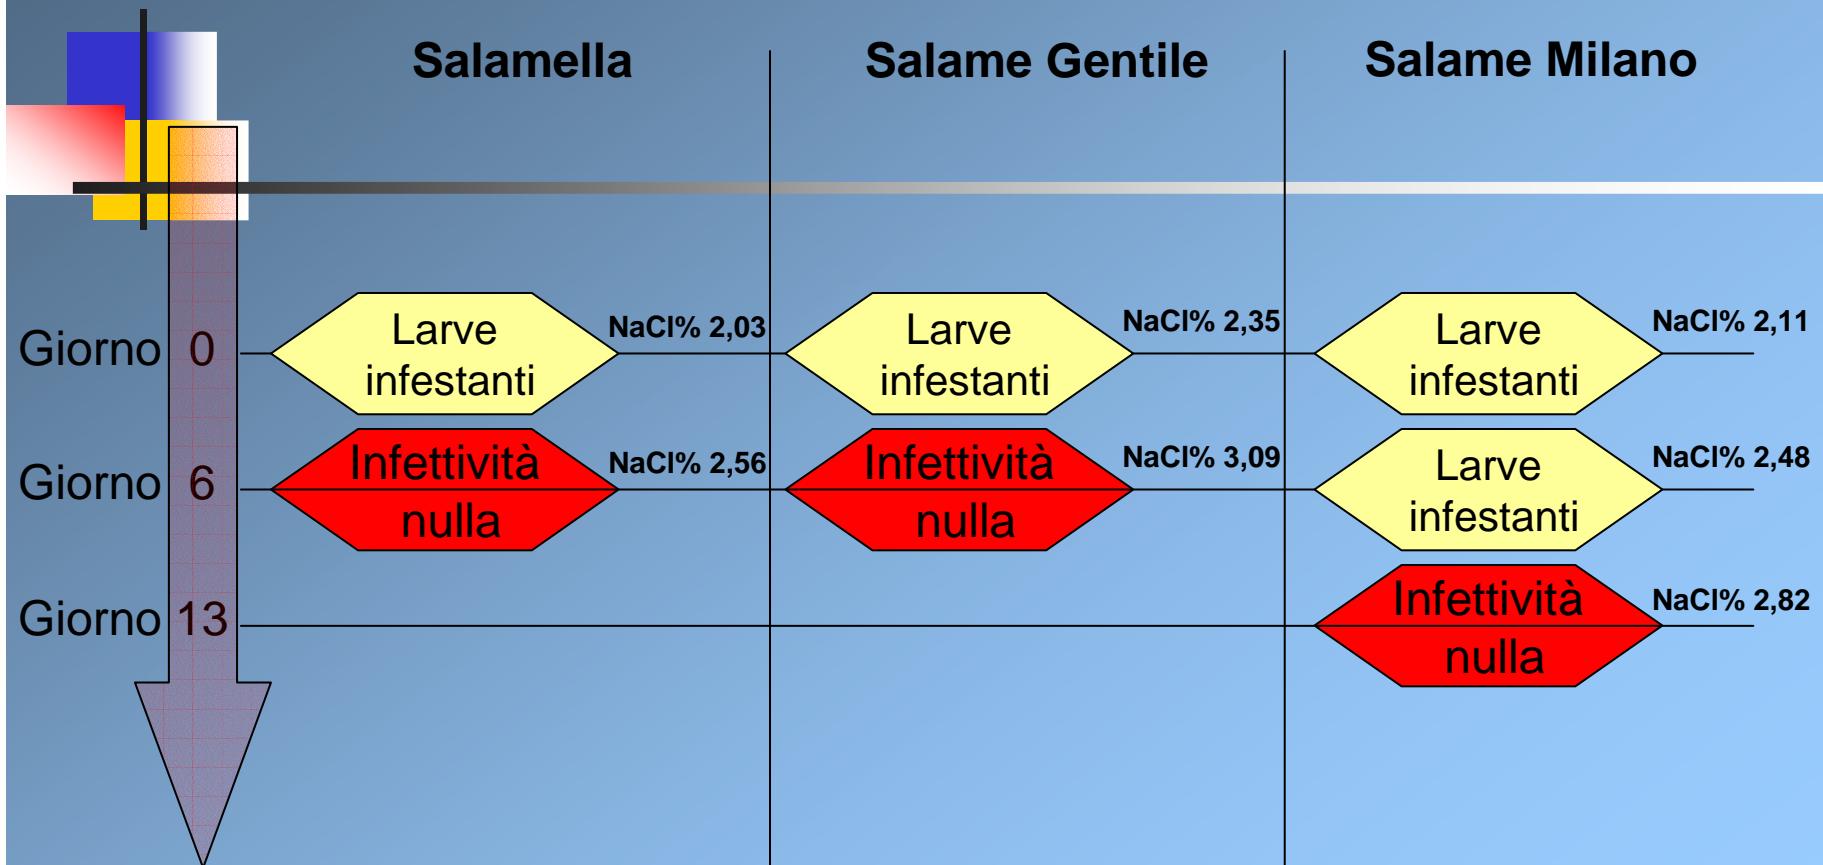 Salamella
Salame Gentile
Salame Milano
Giorno 0
Larve
infestanti
NaCl% 2,03
Larve
infestanti
NaCl% 2,35
Larve
infestanti
NaCl% 2,11
Giorno 6
Infettività
nulla
NaCl% 2,56
Infettività
nulla
NaCl% 3,09
Larve
infestanti
NaCl% 2,48
Giorno 13
Infettività
nulla
NaCl% 2,82